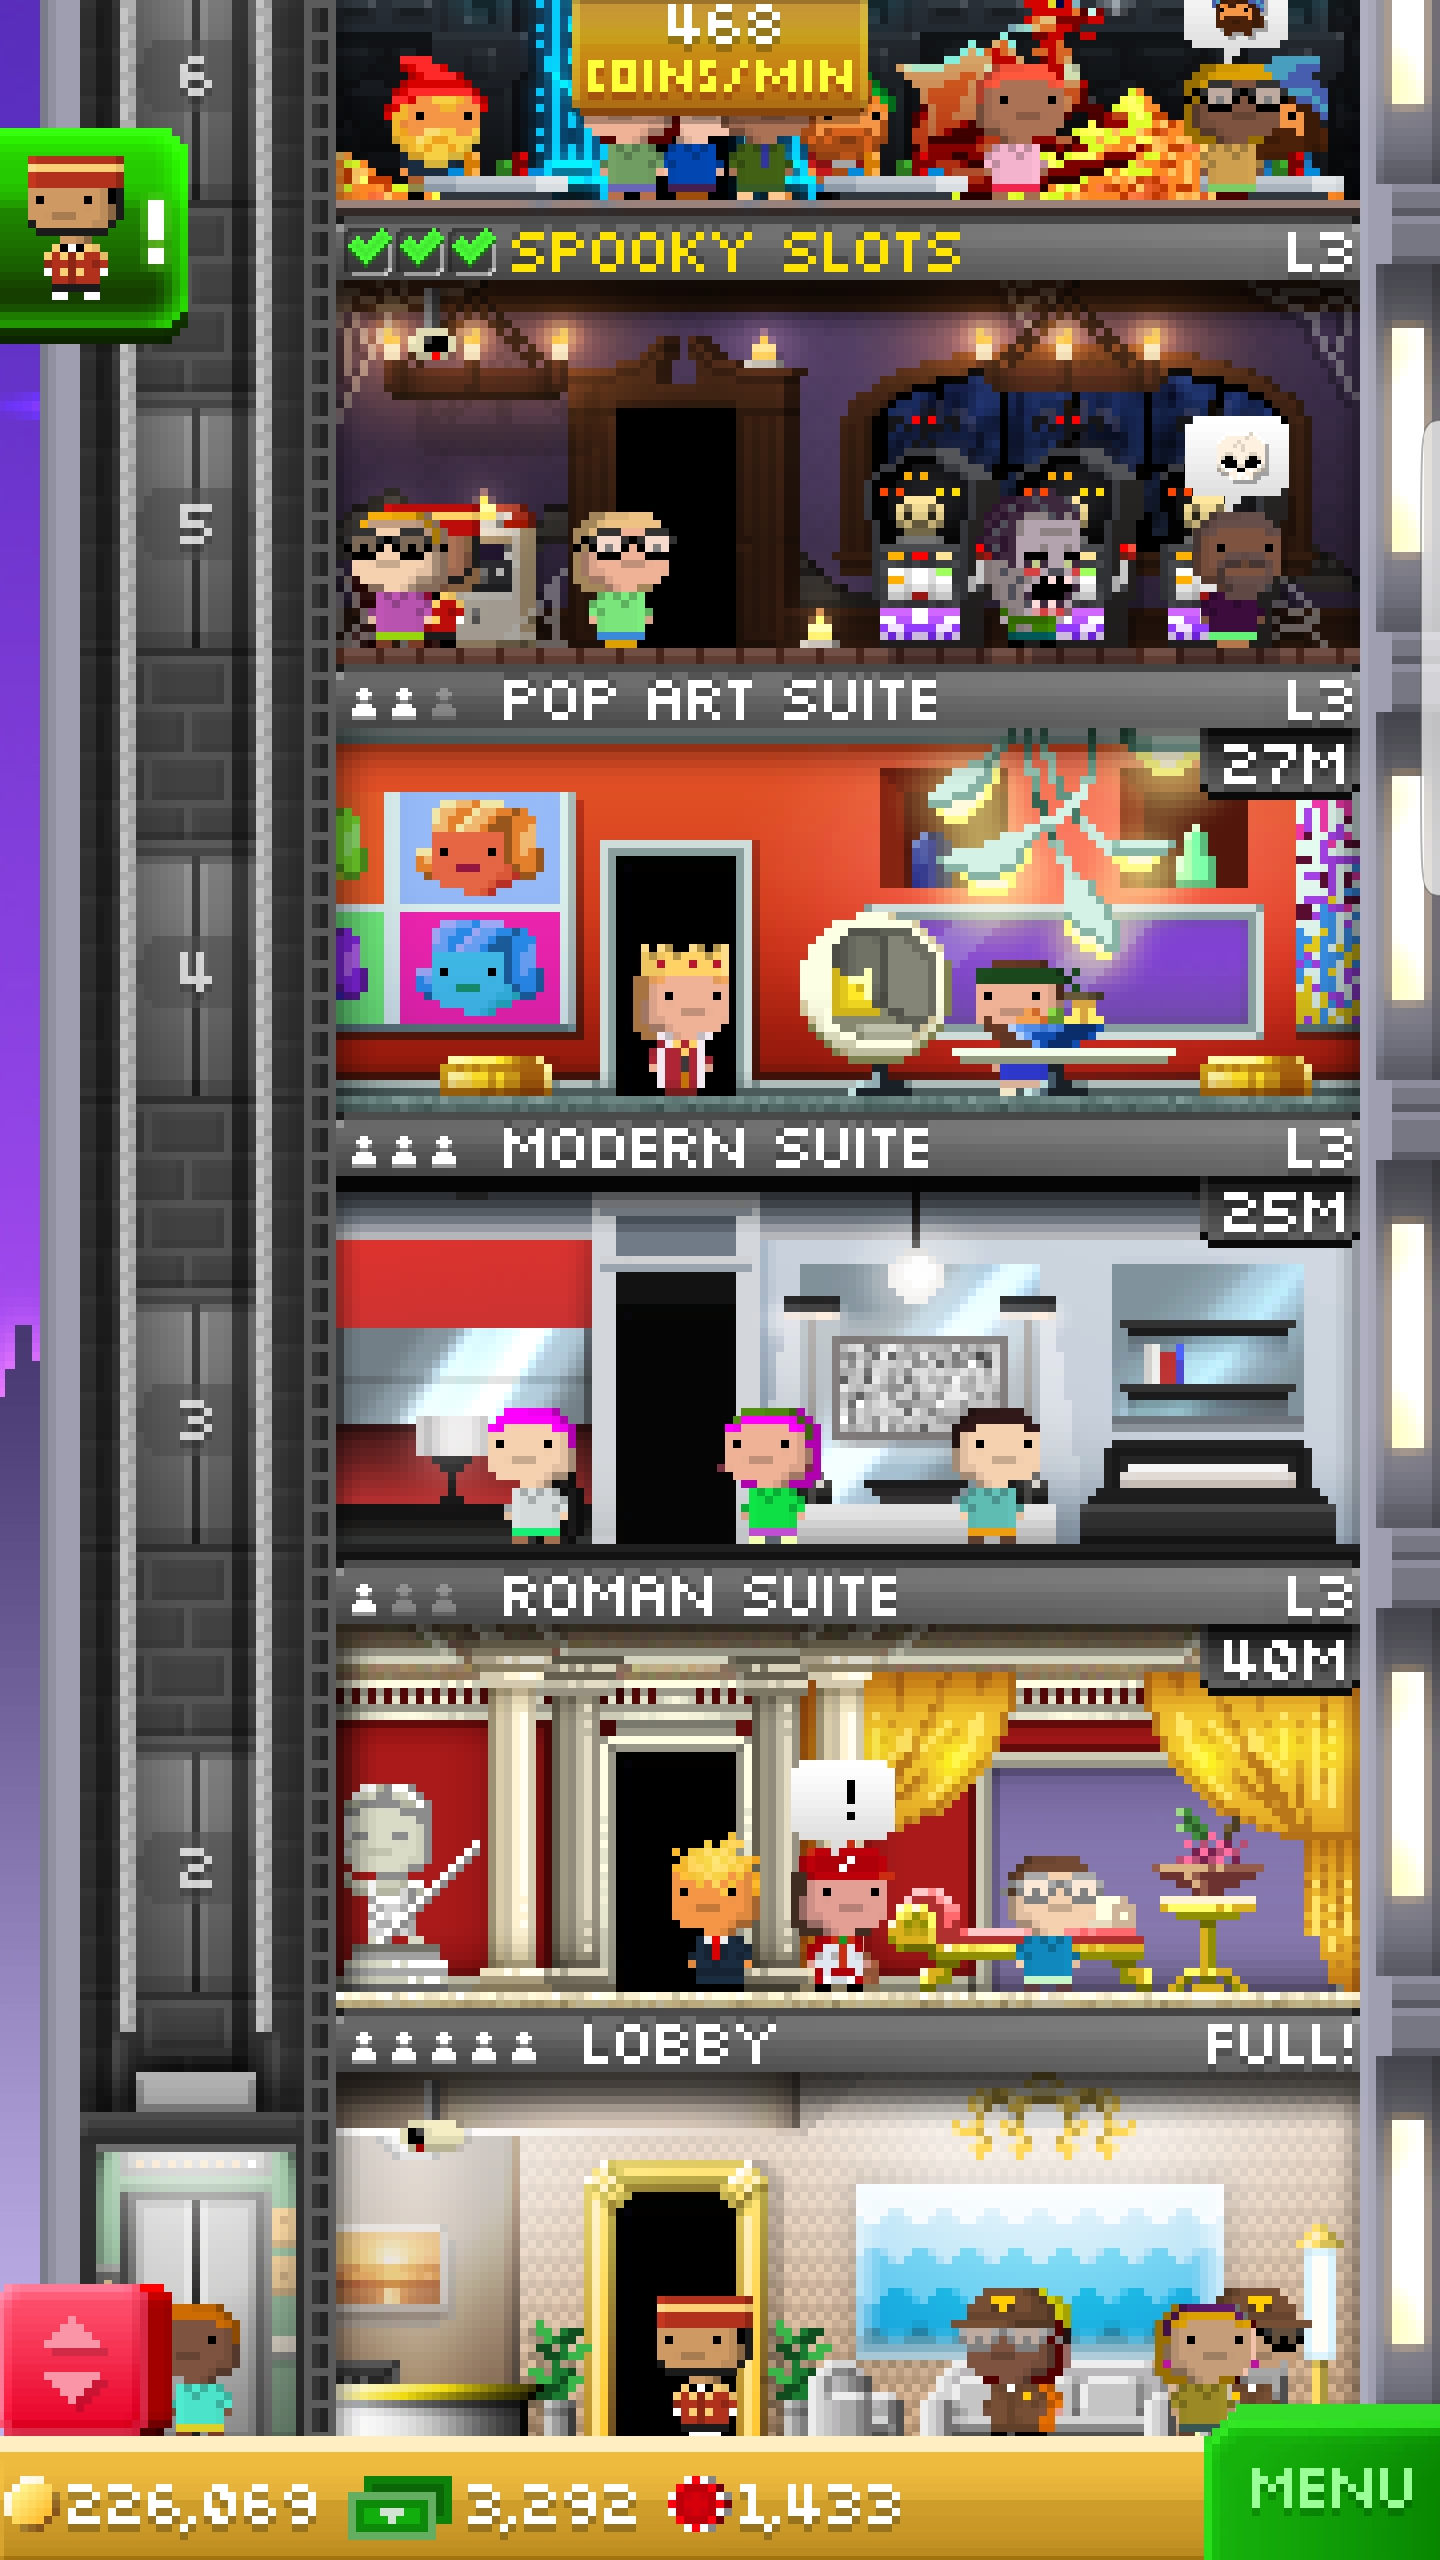 468
COINS/MIN
6
!
SPOOKY SLOTS L3
5
POP ART SUITE L3
27M
4
MODERN SUITE L3
25M
3
ROMAN SUITE L3
40M
!
2
LOBBY FULL!
226,069 3,292 1,433
MENU